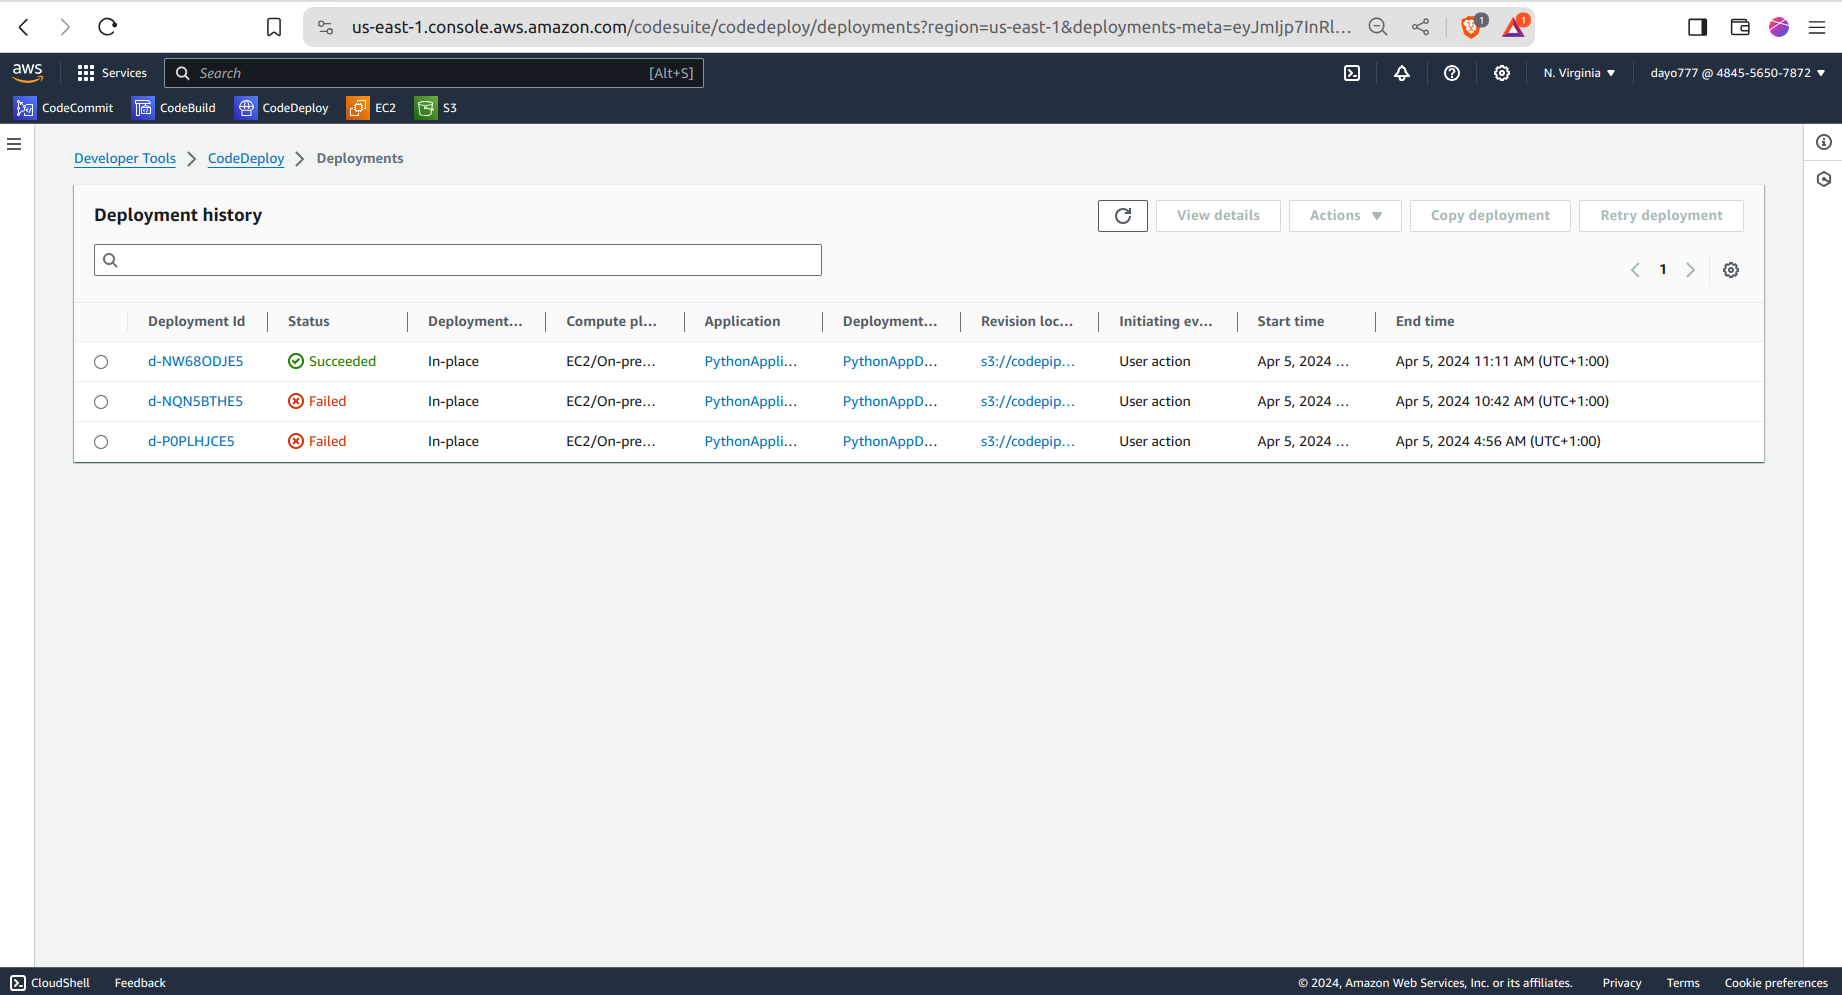 us-east-1.console.aws.amazon.com/codesuite/codedeploy/deployments?region=us-east-1&deployments-meta=eyJmIjp7InRl... 1 1
aws Services Search [Alt+S] N. Virginia dayo777 @ 4845-5650-7872
CodeCommit CodeBuild CodeDeploy EC2 S3
Developer Tools CodeDeploy Deployments
Deployment history View details Actions Copy deployment Retry deployment
1
Deployment Id Status Deployment... Compute pl... Application Deployment... Revision loc... Initiating ev... Start time End time
d-NW68ODJE5 Succeeded In-place EC2/On-pre... PythonAppli... PythonAppD... s3://codepip... User action Apr 5, 2024 ... Apr 5, 2024 11:11 AM (UTC+1:00)
d-NQN5BTHE5 Failed In-place EC2/On-pre... PythonAppli... PythonAppD... s3://codepip... User action Apr 5, 2024 ... Apr 5, 2024 10:42 AM (UTC+1:00)
d-P0PLHJCE5 Failed In-place EC2/On-pre... PythonAppli... PythonAppD... s3://codepip... User action Apr 5, 2024 ... Apr 5, 2024 4:56 AM (UTC+1:00)
CloudShell Feedback © 2024, Amazon Web Services, Inc. or its affiliates. Privacy Terms Cookie preferences